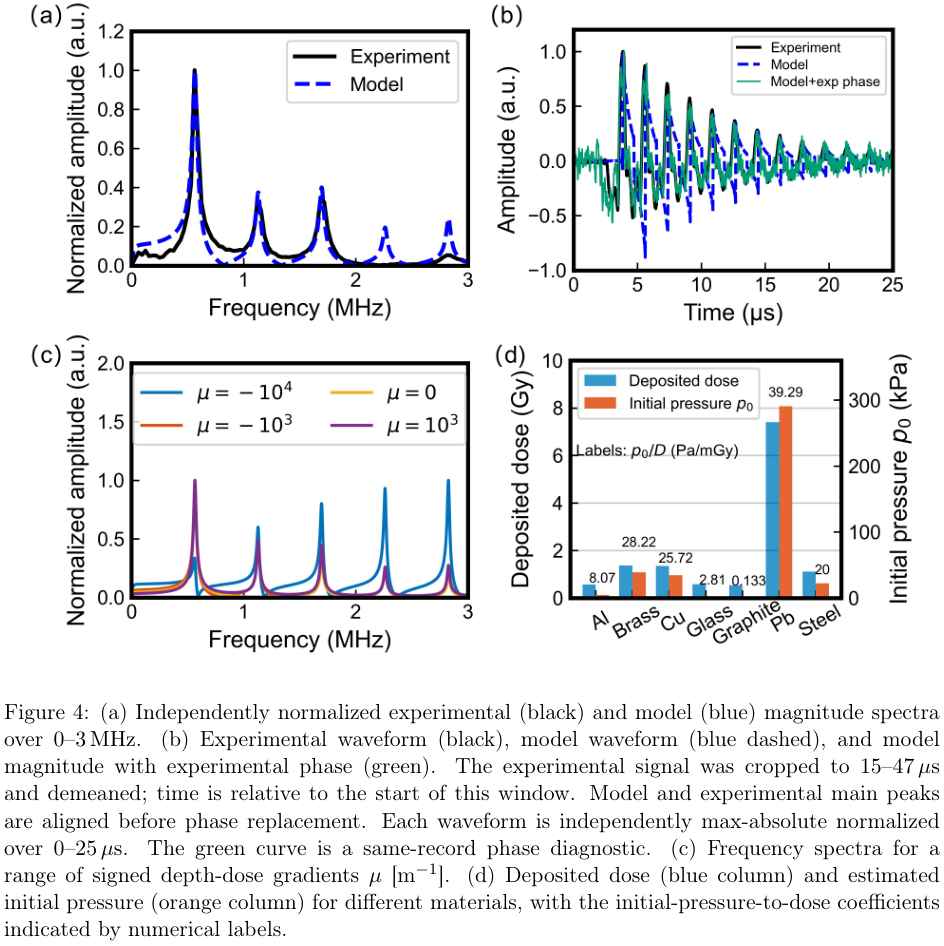 (a)
Normalized amplitude (a.u.)
1.2
1.0
0.8
0.6
0.4
0.2
0.0
Experiment
Model
0 1 2 3
Frequency (MHz)
(b)
Amplitude (a.u.)
1.0
0.5
0.0
−0.5
−1.0
Experiment
Model
Model+exp phase
0 5 10 15 20 25
Time (μs)
(c)
Normalized amplitude (a.u.)
2.0
1.5
1.0
0.5
0.0
μ = −10⁴
μ = −10³
μ = 0
μ = 10³
0 1 2 3
Frequency (MHz)
(d)
Deposited dose (Gy)
10
8
6
4
2
0
Deposited dose
Initial pressure p₀
Labels: p₀/D (Pa/mGy)
8.07
28.22
25.72
2.81
0.133
39.29
20
Al
Brass
Cu
Glass
Graphite
Pb
Steel
300
200
100
0
Initial pressure p₀ (kPa)
Figure 4: (a) Independently normalized experimental (black) and model (blue) magnitude spectra
over 0–3 MHz. (b) Experimental waveform (black), model waveform (blue dashed), and model
magnitude with experimental phase (green). The experimental signal was cropped to 15–47 μs
and demeaned; time is relative to the start of this window. Model and experimental main peaks
are aligned before phase replacement. Each waveform is independently max-absolute normalized
over 0–25 μs. The green curve is a same-record phase diagnostic. (c) Frequency spectra for a
range of signed depth-dose gradients μ [m⁻¹]. (d) Deposited dose (blue column) and estimated
initial pressure (orange column) for different materials, with the initial-pressure-to-dose coefficients
indicated by numerical labels.